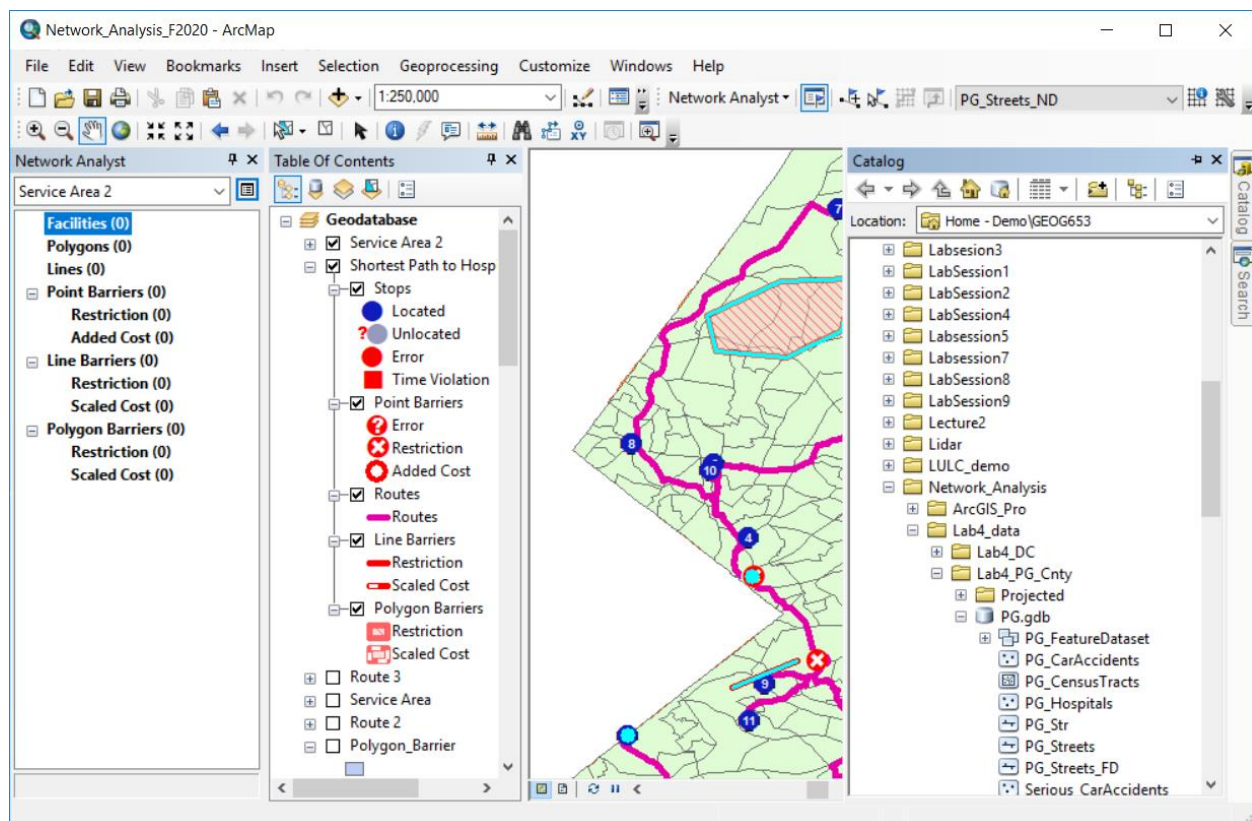 Network_Analysis_F2020 - ArcMap
File Edit View Bookmarks Insert Selection Geoprocessing Customize Windows Help
1:250,000 Network Analyst PG_Streets_ND
Network Analyst
Service Area 2
Facilities (0)
Polygons (0)
Lines (0)
Point Barriers (0)
Restriction (0)
Added Cost (0)
Line Barriers (0)
Restriction (0)
Scaled Cost (0)
Polygon Barriers (0)
Restriction (0)
Scaled Cost (0)
Table Of Contents
Geodatabase
Service Area 2
Shortest Path to Hosp
Stops
Located
? Unlocated
Error
Time Violation
Point Barriers
? Error
Restriction
Added Cost
Routes
Routes
Line Barriers
Restriction
Scaled Cost
Polygon Barriers
Restriction
Scaled Cost
Route 3
Service Area
Route 2
Polygon_Barrier
7
8
10
4
9
11
Catalog
Location: Home - Demo\GEOG653
Labsesion3
LabSession1
LabSession2
LabSession4
Labsession5
Labsession7
LabSession8
LabSession9
Lecture2
Lidar
LULC_demo
Network_Analysis
ArcGIS_Pro
Lab4_data
Lab4_DC
Lab4_PG_Cnty
Projected
PG.gdb
PG_FeatureDataset
PG_CarAccidents
PG_CensusTracts
PG_Hospitals
PG_Str
PG_Streets
PG_Streets_FD
Serious_CarAccidents
Catalog
Search